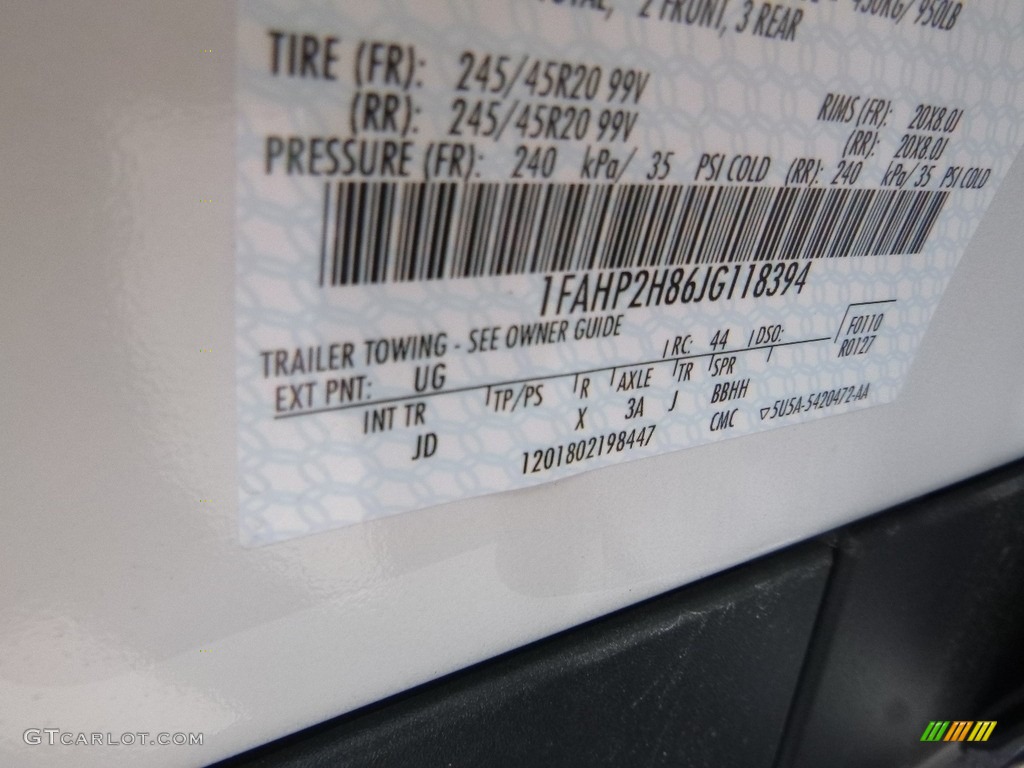 2 FRONT, 3 REAR
950LB
TIRE (FR): 245/45R20 99V
(RR): 245/45R20 99V
RIMS (FR): 20X8.0J
(RR): 20X8.0J
PRESSURE (FR): 240 kPa/ 35 PSI COLD (RR): 240 kPa/ 35 PSI COLD
1FAHP2H86JG118394
TRAILER TOWING - SEE OWNER GUIDE
EXT PNT: UG RC: 44 DSO: F0110
R0127
INT TR TP/PS R AXLE TR SPR
JD X 3A J BBHH
1201802198447 CMC ▽5U5A-5420472-AA
GTCARLOT.COM